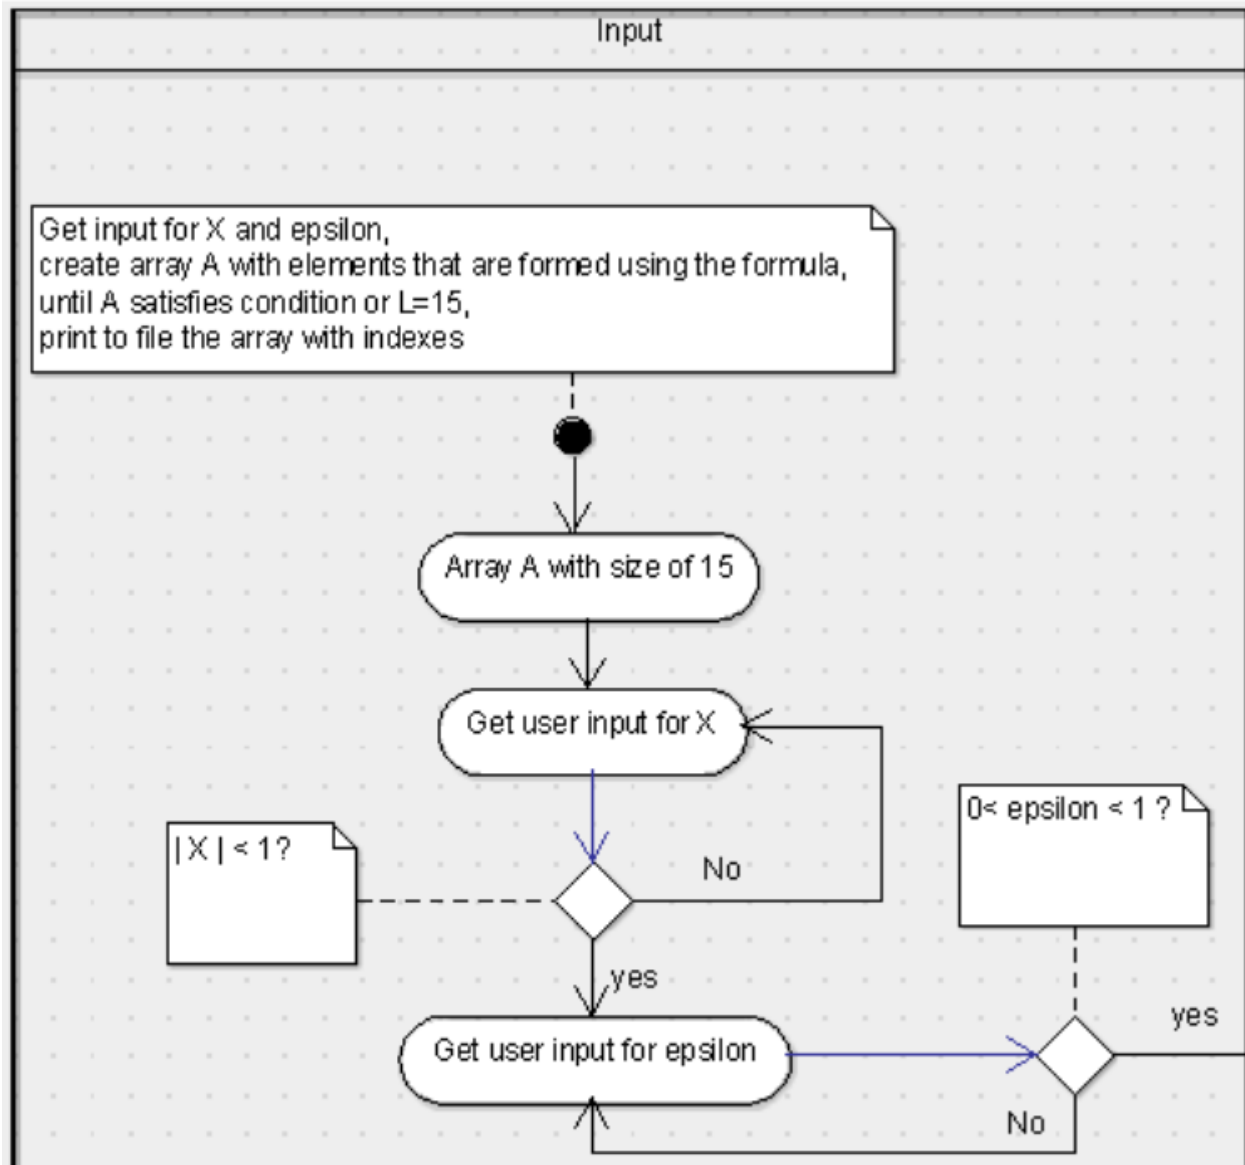 Input
Get input for X and epsilon,
create array A with elements that are formed using the formula,
until A satisfies condition or L=15,
print to file the array with indexes
Array A with size of 15
Get user input for X
| X | < 1?
No
0< epsilon < 1 ?
yes
Get user input for epsilon
yes
No